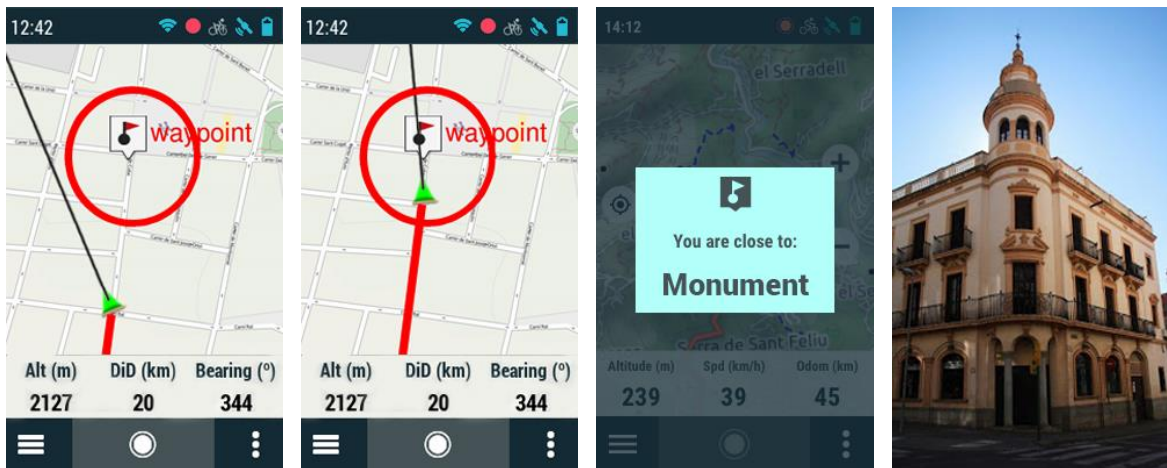 12:42
waypoint
Alt (m) DiD (km) Bearing (º)
2127 20 344
12:42
waypoint
Alt (m) DiD (km) Bearing (º)
2127 20 344
14:12
el Serradell
You are close to:
Monument
Serra de Sant Feliu
Altitude (m) Spd (km/h) Odom (km)
239 39 45